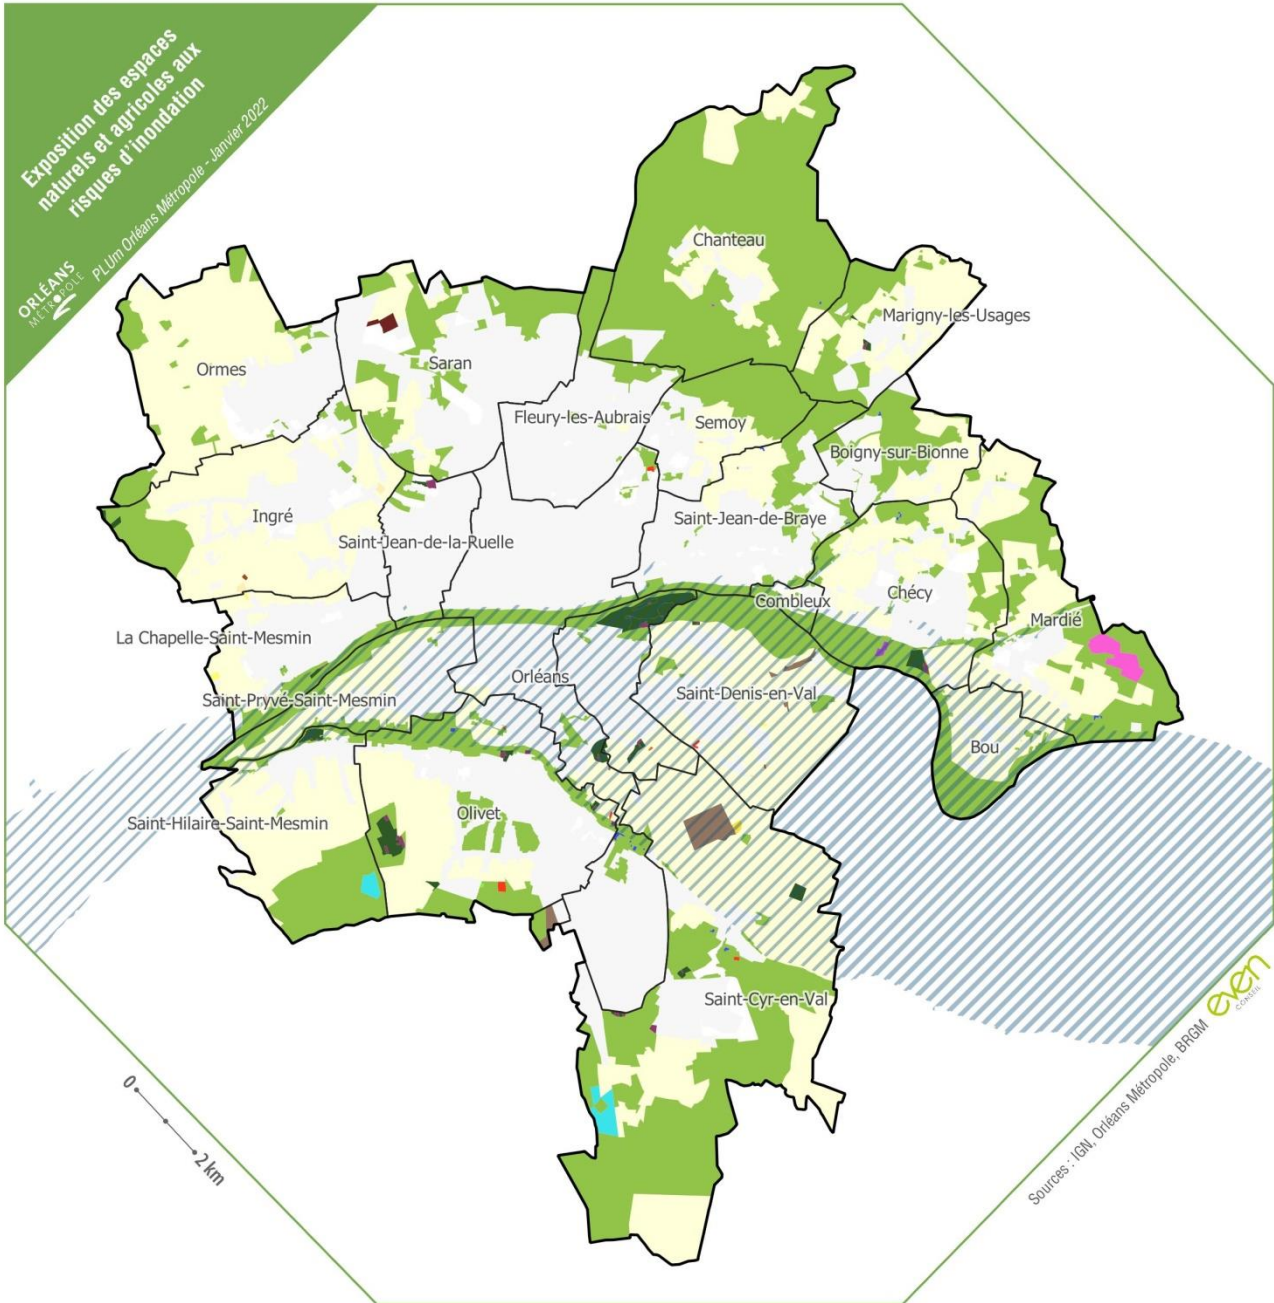 Exposition des espaces
naturels et agricoles aux
risques d'inondation
PLUm Orléans Métropole - Janvier 2022
ORLÉANS
MÉTROPOLE
Chanteau
Marigny-les-Usages
Ormes
Saran
Fleury-les-Aubrais
Semoy
Boigny-sur-Bionne
Ingré
Saint-Jean-de-la-Ruelle
Saint-Jean-de-Braye
Combleux
Chécy
Mardié
La Chapelle-Saint-Mesmin
Orléans
Saint-Pryvé-Saint-Mesmin
Saint-Denis-en-Val
Bou
Saint-Hilaire-Saint-Mesmin
Olivet
Saint-Cyr-en-Val
0
2 km
Sources : IGN, Orléans Métropole, BRGM
even
CONSEIL